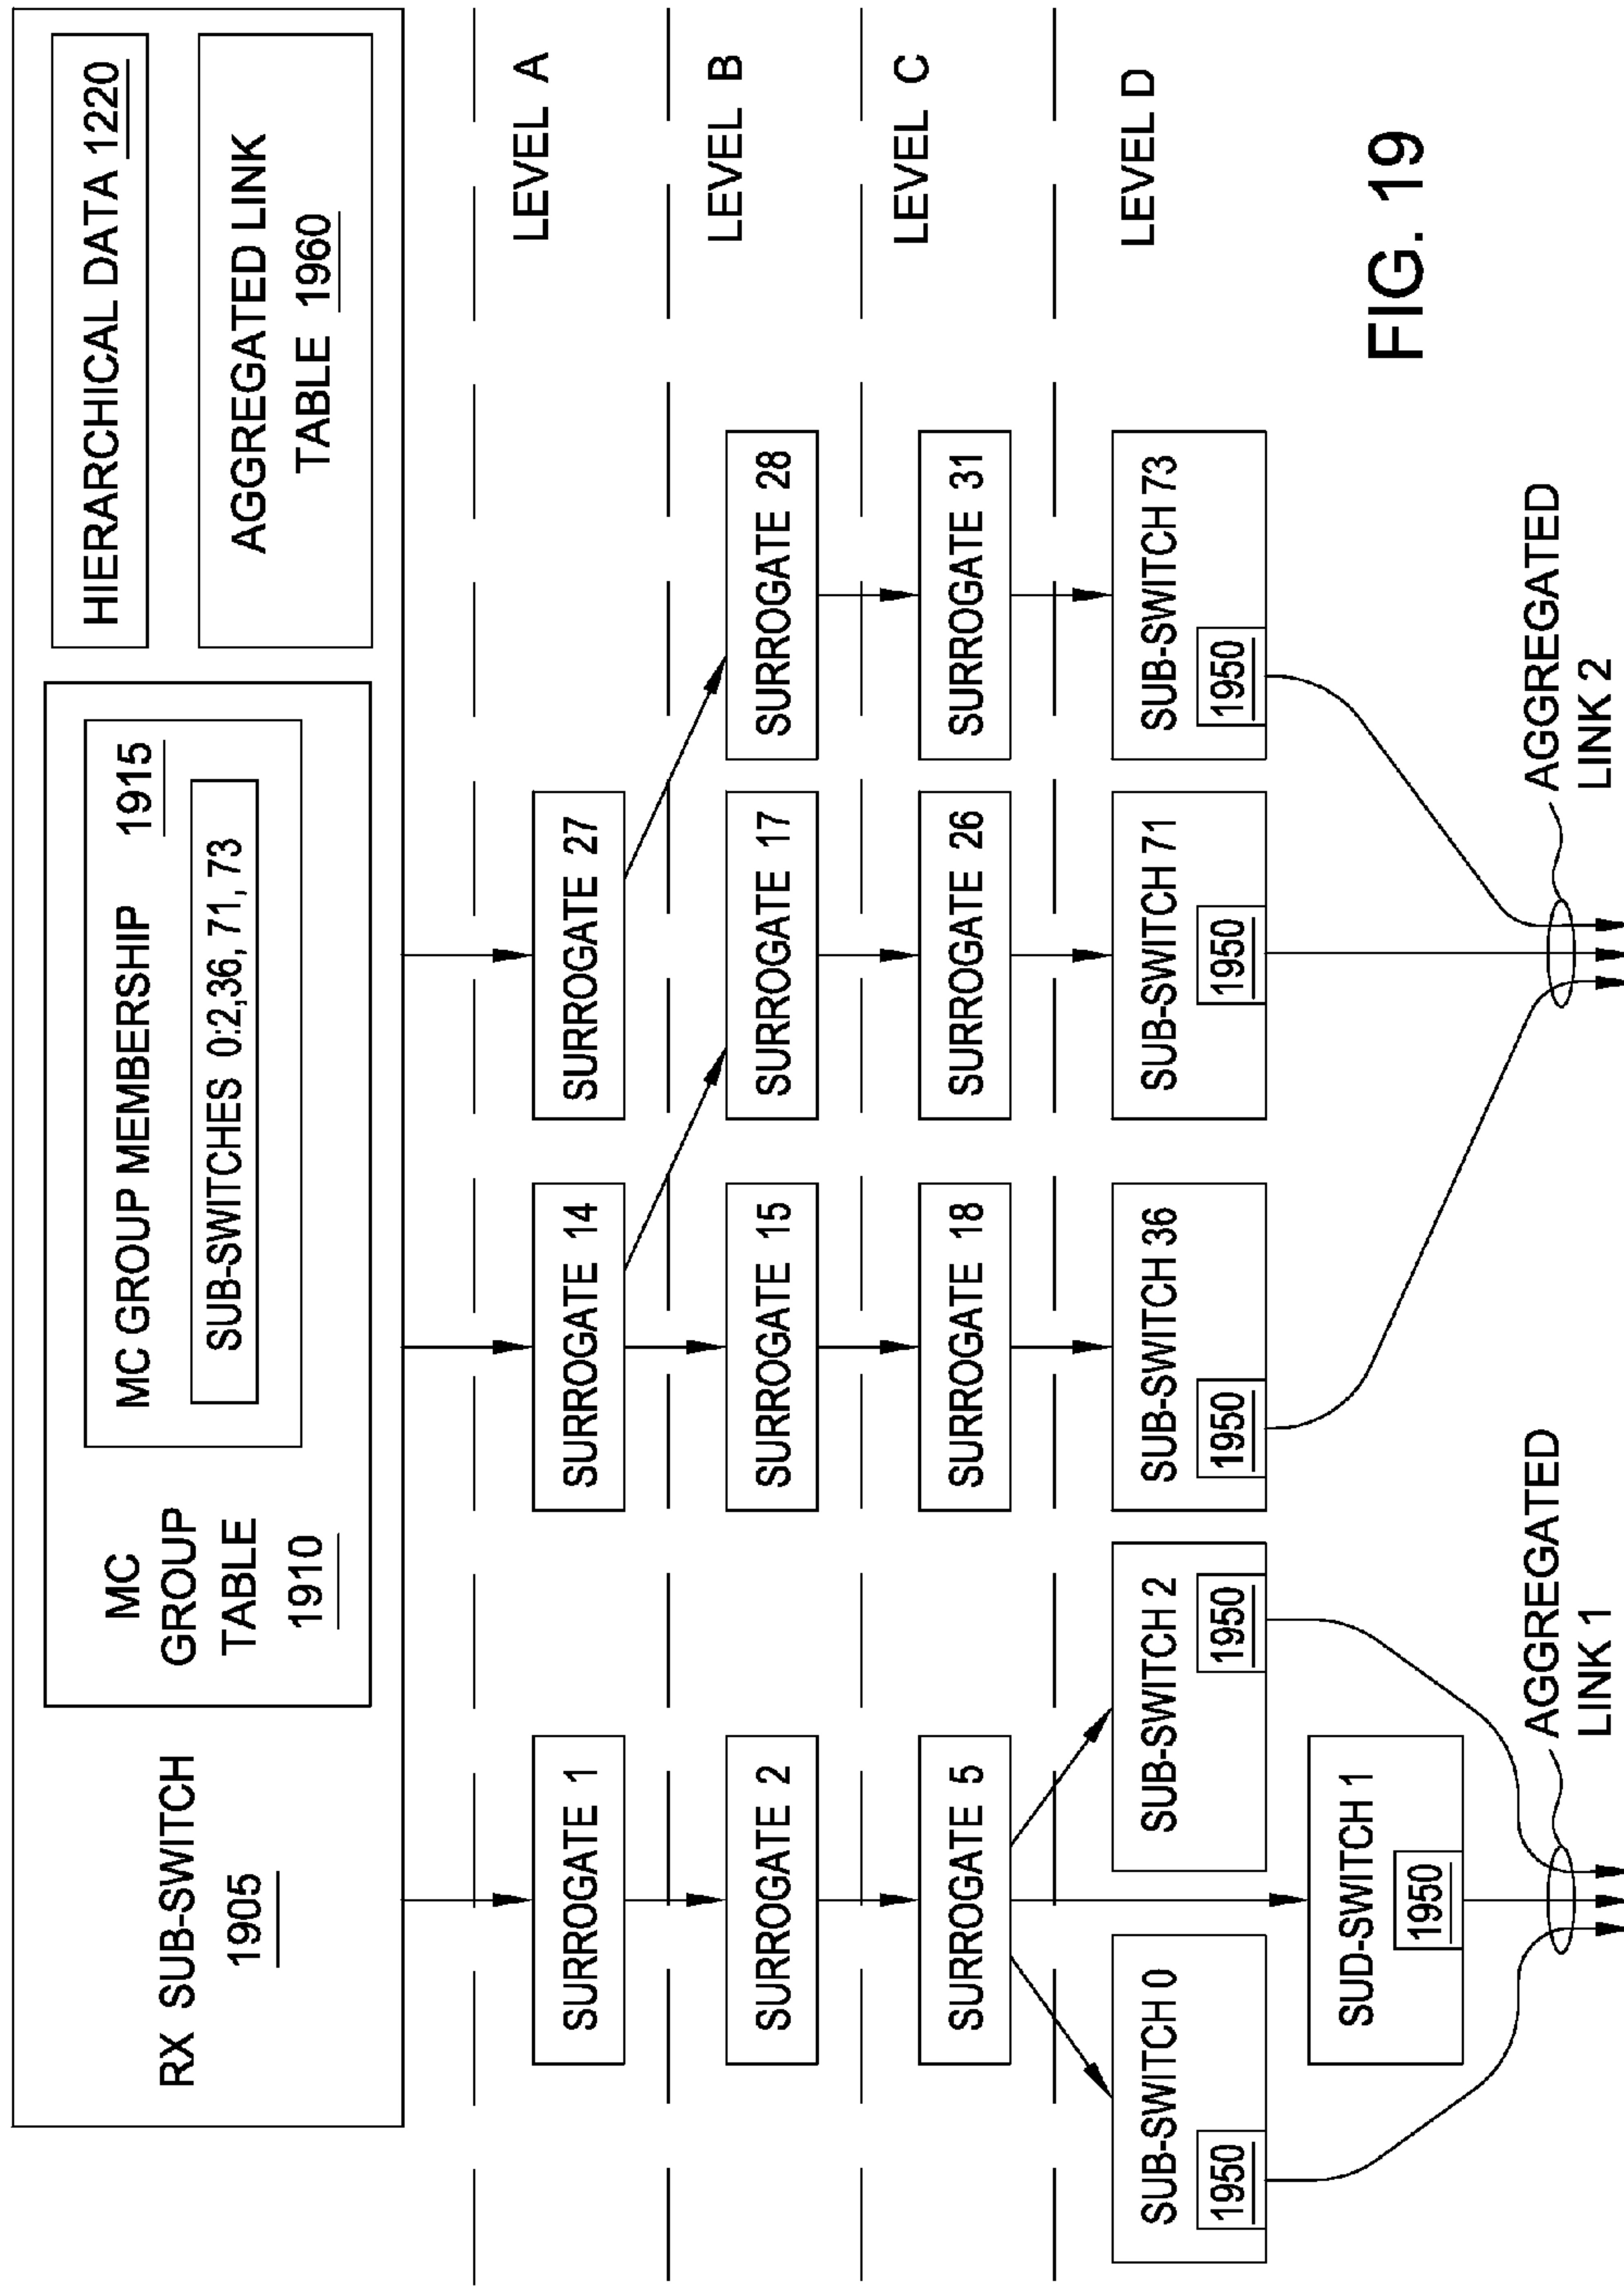 RX SUB-SWITCH
1905
MC
GROUP
TABLE
1910
MC GROUP MEMBERSHIP 1915
SUB-SWITCHES 0:2,36, 71, 73
HIERARCHICAL DATA 1220
AGGREGATED LINK
TABLE 1960
SURROGATE 1
SURROGATE 14
SURROGATE 27
LEVEL A
SURROGATE 2
SURROGATE 15
SURROGATE 17
SURROGATE 28
LEVEL B
SURROGATE 5
SURROGATE 18
SURROGATE 26
SURROGATE 31
LEVEL C
SUB-SWITCH 0
1950
SUB-SWITCH 2
1950
SUB-SWITCH 36
1950
SUB-SWITCH 71
1950
SUB-SWITCH 73
1950
LEVEL D
SUD-SWITCH 1
1950
AGGREGATED
LINK 1
AGGREGATED
LINK 2
FIG. 19